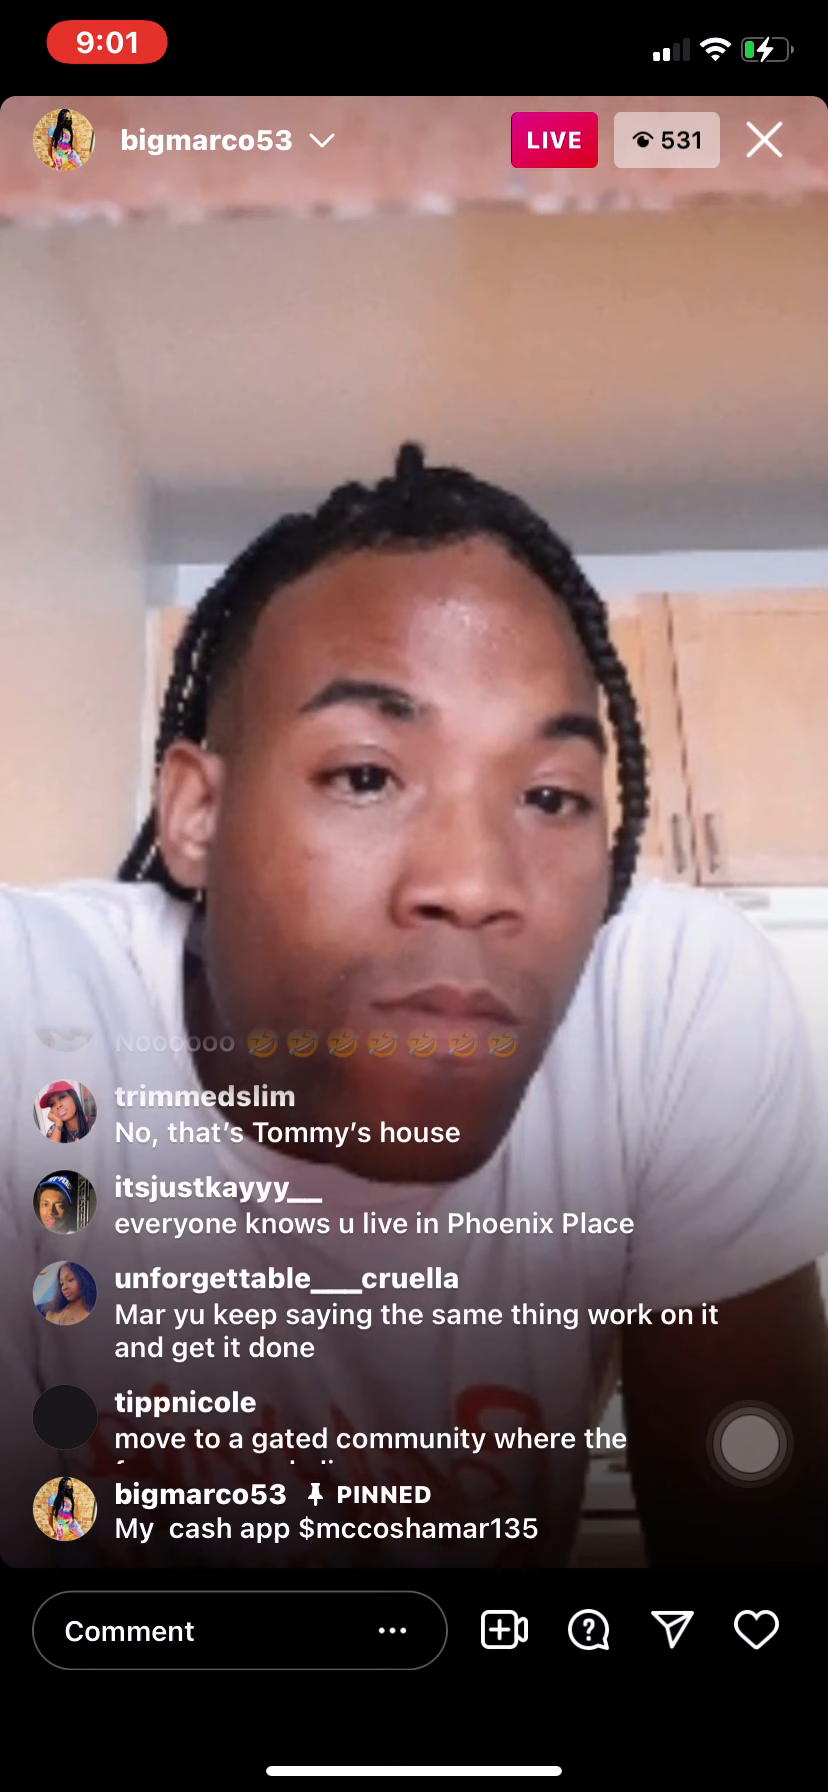 9:01
bigmarco53
LIVE
531
Noooooo 🤣🤣🤣🤣🤣🤣🤣
trimmedslim
No, that's Tommy's house
itsjustkayyy__
everyone knows u live in Phoenix Place
unforgettable___cruella
Mar yu keep saying the same thing work on it
and get it done
tippnicole
move to a gated community where the
bigmarco53 PINNED
My cash app $mccoshamar135
Comment